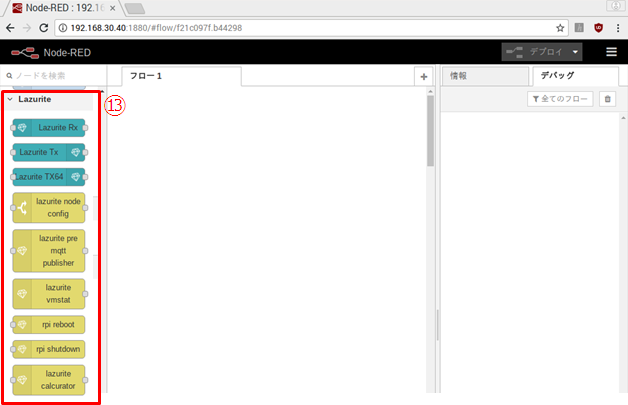 Node-RED : 192.16
192.168.30.40:1880/#flow/f21c097f.b44298
Node-RED
デプロイ
ノードを検索
フロー 1
情報
デバッグ
全てのフロー
Lazurite
⑬
Lazurite Rx
Lazurite Tx
Lazurite TX64
lazurite node
config
lazurite pre
mqtt
publisher
lazurite
vmstat
rpi reboot
rpi shutdown
lazurite
calcurator